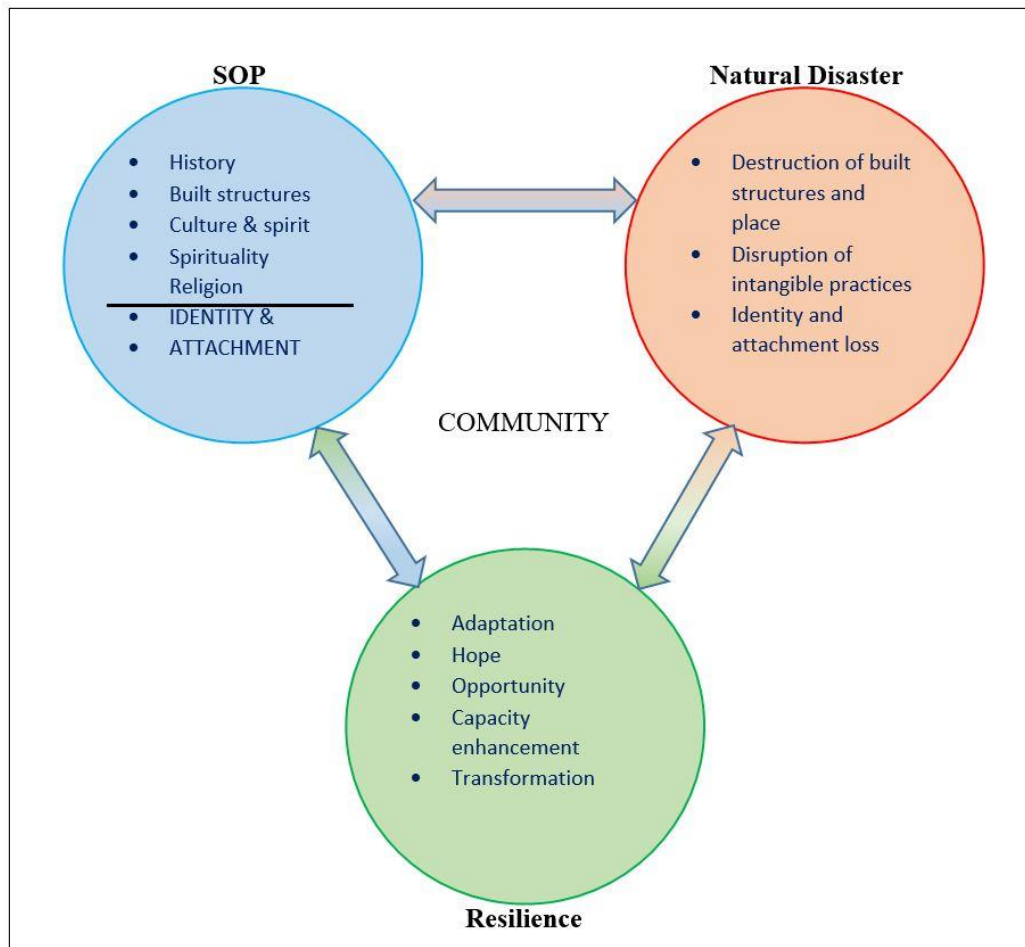 SOP
• History
• Built structures
• Culture & spirit
• Spirituality
Religion
• IDENTITY &
• ATTACHMENT
Natural Disaster
• Destruction of built
structures and
place
• Disruption of
intangible practices
• Identity and
attachment loss
COMMUNITY
• Adaptation
• Hope
• Opportunity
• Capacity
enhancement
• Transformation
Resilience